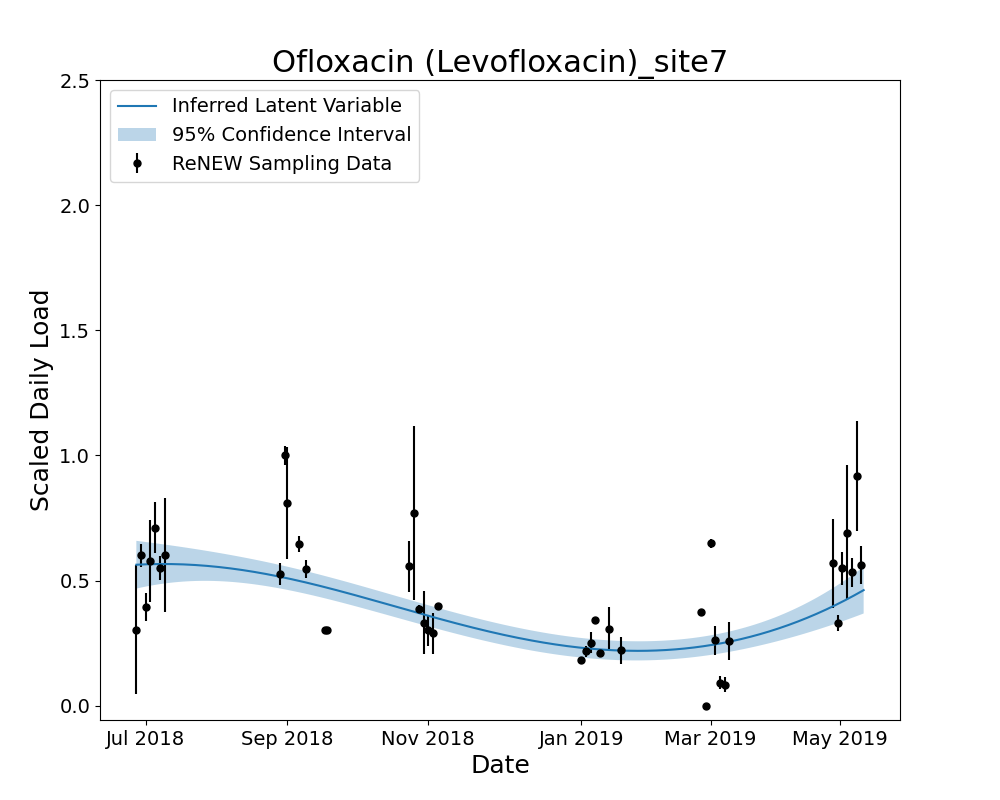 Ofloxacin (Levofloxacin)_site7
2.5
Inferred Latent Variable
95% Confidence Interval
ReNEW Sampling Data
2.0
1.5
1.0
0.5
0.0
Scaled Daily Load
Jul 2018
Sep 2018
Nov 2018
Jan 2019
Mar 2019
May 2019
Date